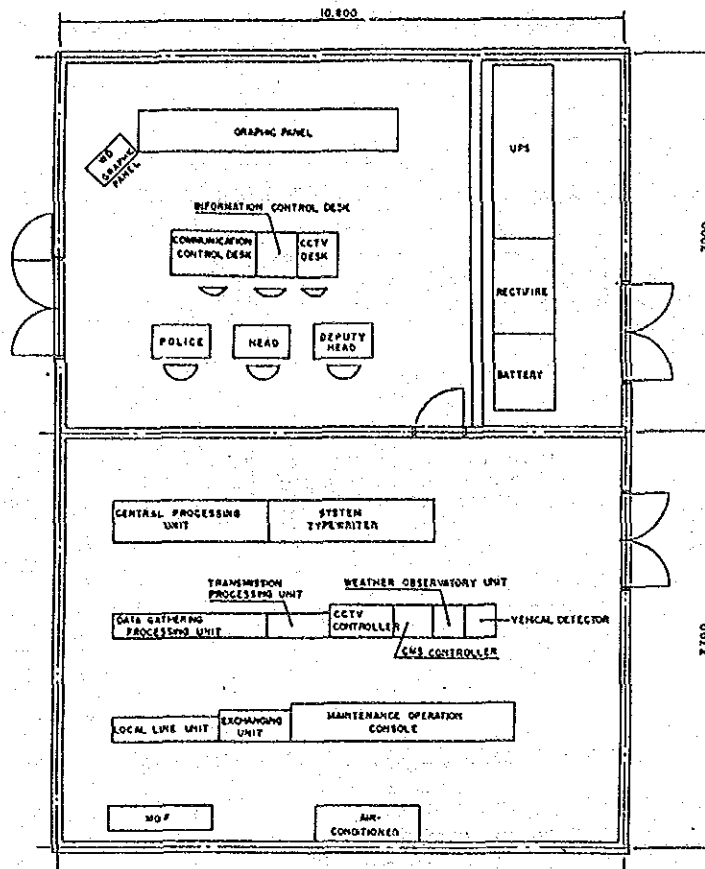 10.800
GRAPHIC PANEL
WD
GRAPHIC
PANEL
UPS
INFORMATION CONTROL DESK
COMMUNICATION
CONTROL DESK
CCTV
DESK
7000
RECTIFIRE
POLICE
HEAD
DEPUTY
HEAD
BATTERY
CENTRAL PROCESSING
UNIT
SYSTEM
TYPEWRITER
TRANSMISSION
PROCESSING UNIT
WEATHER OBSERVATORY UNIT
DATA GATHERING
PROCESSING UNIT
CCTV
CONTROLLER
VEHICAL DETECTOR
CMS CONTROLLER
7700
LOCAL LINE UNIT
EXCHANGING
UNIT
MAINTENANCE OPERATION
CONSOLE
MDF
AIR-
CONDITIONER